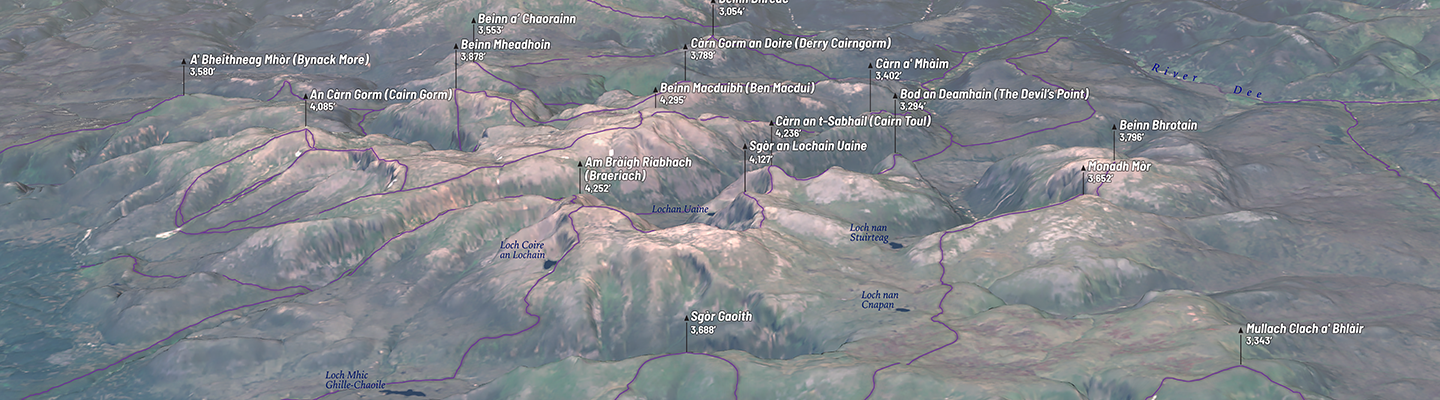 3,054′
Beinn a' Chaorainn
3,553′
Beinn Mheadhoin
3,878′
Càrn Gorm an Doire (Derry Cairngorm)
3,789′
A' Bheithneag Mhòr (Bynack More)
3,580′
Càrn a' Mhàim
3,402′
River Dee
An Càrn Gorm (Cairn Gorm)
4,085′
Beinn Macduibh (Ben Macdui)
4,295′
Bod an Deamhain (The Devil's Point)
3,294′
Càrn an t-Sabhail (Cairn Toul)
4,236′
Beinn Bhrotain
3,796′
Sgòr an Lochain Uaine
4,127′
Am Bràigh Riabhach
(Braeriach)
4,252′
Monadh Mòr
3,652′
Lochan Uaine
Loch nan
Stuirteag
Loch Coire
an Lochain
Loch nan
Cnapan
Sgòr Gaoith
3,688′
Mullach Clach a' Bhlàir
3,343′
Loch Mhic
Ghille-Chaoile